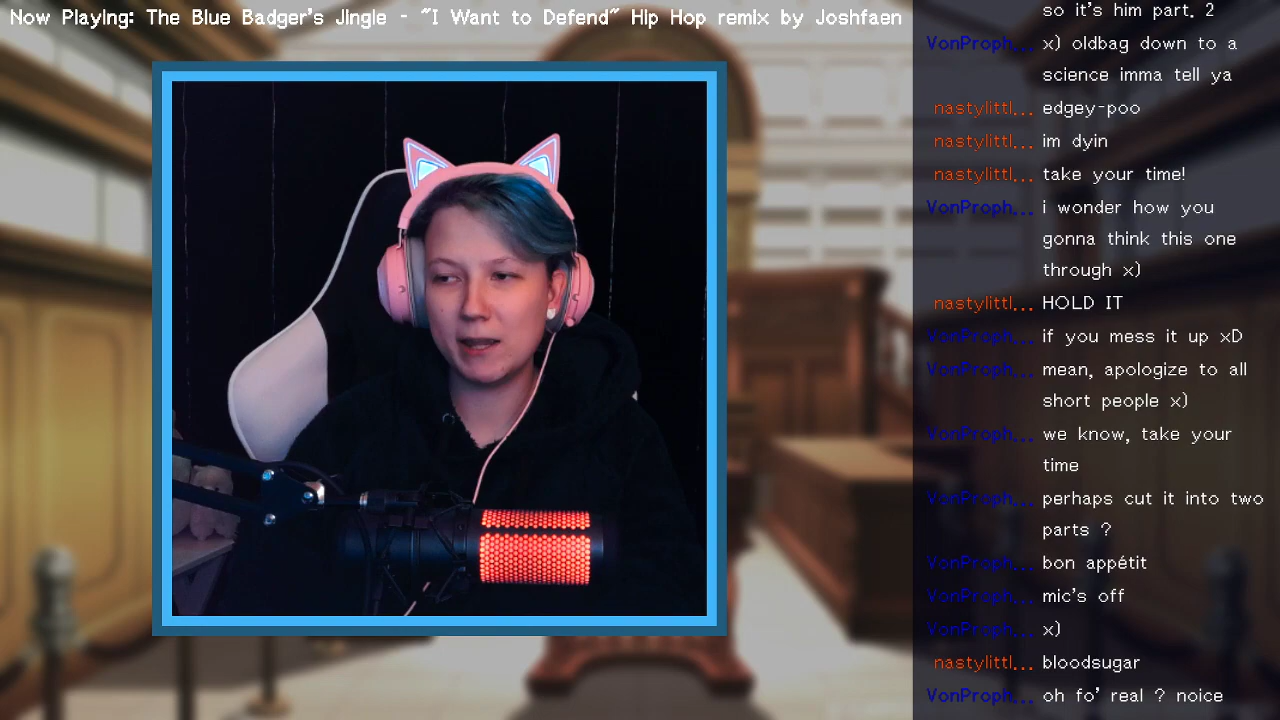 Now Playing: The Blue Badger's Jingle - "I Want to Defend" Hip Hop remix by Joshfaen
so it's him part. 2
VonProph... x) oldbag down to a
science imma tell ya
nastylittl... edgey-poo
nastylittl... im dyin
nastylittl... take your time!
VonProph... i wonder how you
gonna think this one
through x)
nastylittl... HOLD IT
VonProph... if you mess it up xD
VonProph... mean, apologize to all
short people x)
VonProph... we know, take your
time
VonProph... perhaps cut it into two
parts ?
VonProph... bon appétit
VonProph... mic's off
VonProph... x)
nastylittl... bloodsugar
VonProph... oh fo' real ? noice